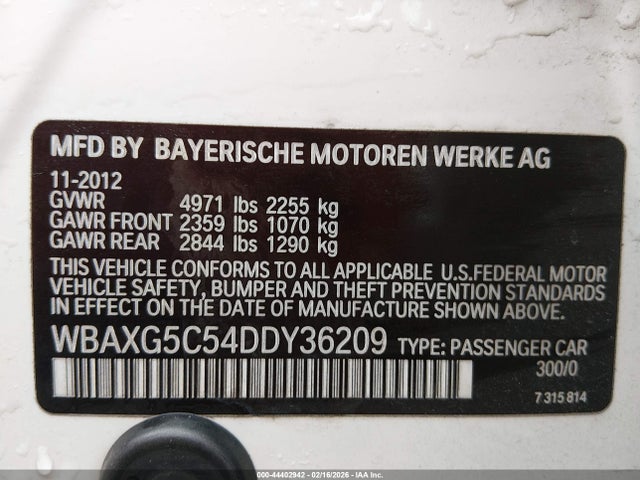 MFD BY BAYERISCHE MOTOREN WERKE AG
11-2012
GVWR 4971 lbs 2255 kg
GAWR FRONT 2359 lbs 1070 kg
GAWR REAR 2844 lbs 1290 kg
THIS VEHICLE CONFORMS TO ALL APPLICABLE U.S.FEDERAL MOTOR
VEHICLE SAFETY, BUMPER AND THEFT PREVENTION STANDARDS
IN EFFECT ON THE DATE OF MANUFACTURE SHOWN ABOVE.
WBAXG5C54DDY36209 TYPE: PASSENGER CAR
300/0
7 315 814
000-44402942 - 02/16/2026 - IAAI.COM